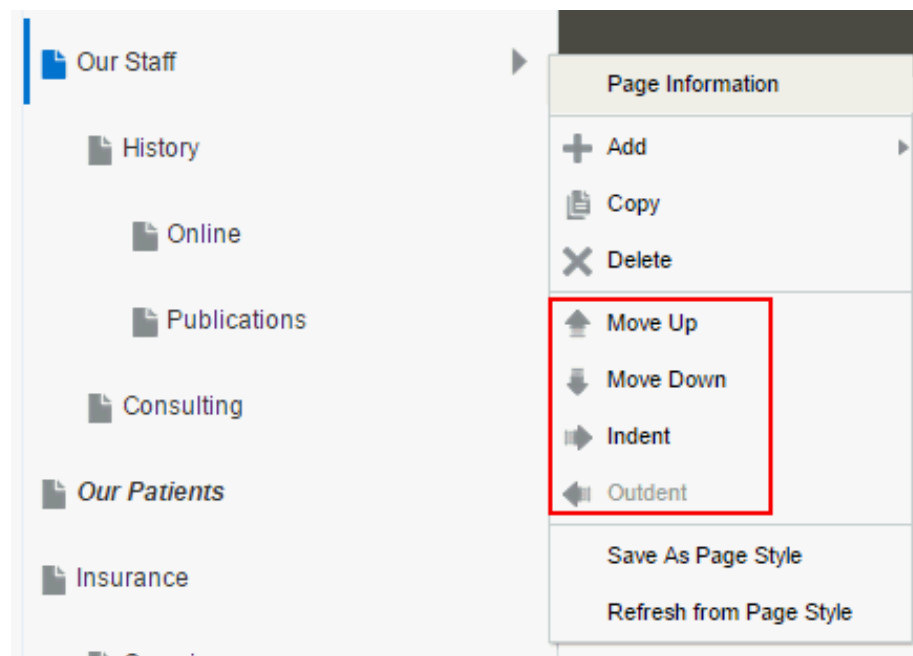 Our Staff
History
Online
Publications
Consulting
Our Patients
Insurance
Page Information
Add
Copy
Delete
Move Up
Move Down
Indent
Outdent
Save As Page Style
Refresh from Page Style